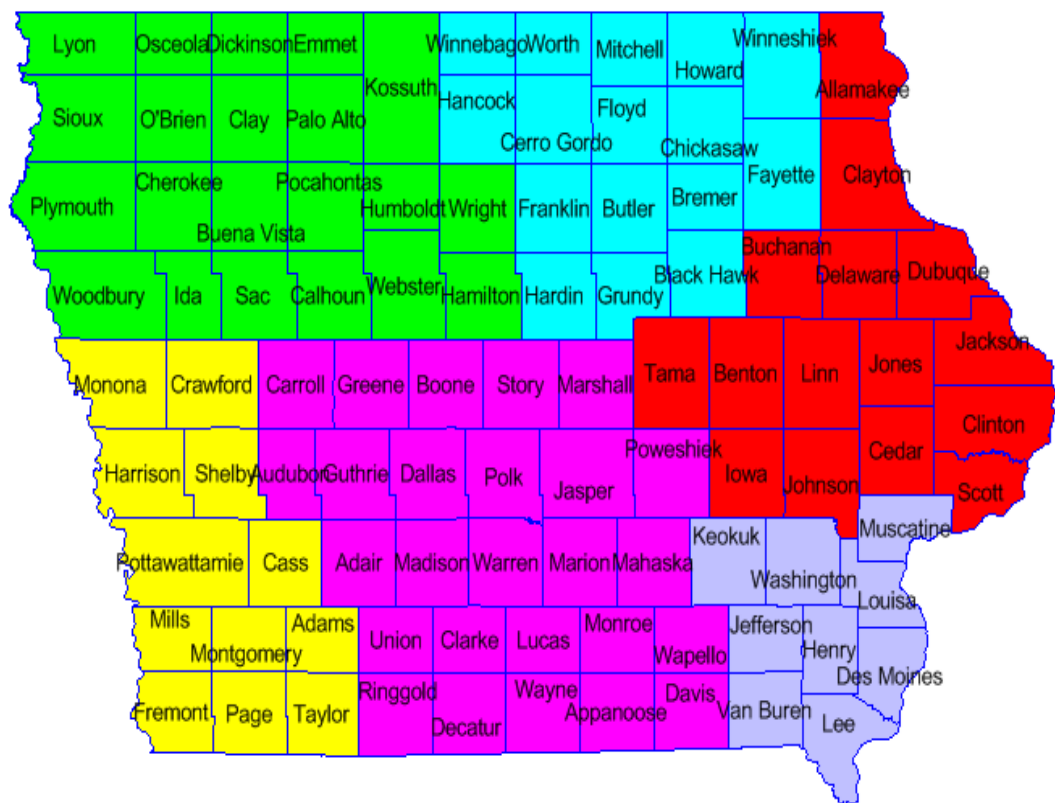 Lyon
Osceola
Dickinson
Emmet
Kossuth
Winnebago
Worth
Mitchell
Howard
Winneshiek
Allamakee
Sioux
O'Brien
Clay
Palo Alto
Hancock
Cerro Gordo
Floyd
Chickasaw
Fayette
Clayton
Plymouth
Cherokee
Buena Vista
Pocahontas
Humboldt
Wright
Franklin
Butler
Bremer
Black Hawk
Buchanan
Delaware
Dubuque
Woodbury
Ida
Sac
Calhoun
Webster
Hamilton
Hardin
Grundy
Monona
Crawford
Carroll
Greene
Boone
Story
Marshall
Tama
Benton
Linn
Jones
Jackson
Harrison
Shelby
Audubon
Guthrie
Dallas
Polk
Jasper
Poweshiek
Iowa
Johnson
Cedar
Clinton
Scott
Pottawattamie
Cass
Adair
Madison
Warren
Marion
Mahaska
Keokuk
Washington
Muscatine
Louisa
Mills
Montgomery
Adams
Union
Clarke
Lucas
Monroe
Wapello
Jefferson
Henry
Des Moines
Fremont
Page
Taylor
Ringgold
Decatur
Wayne
Appanoose
Davis
Van Buren
Lee